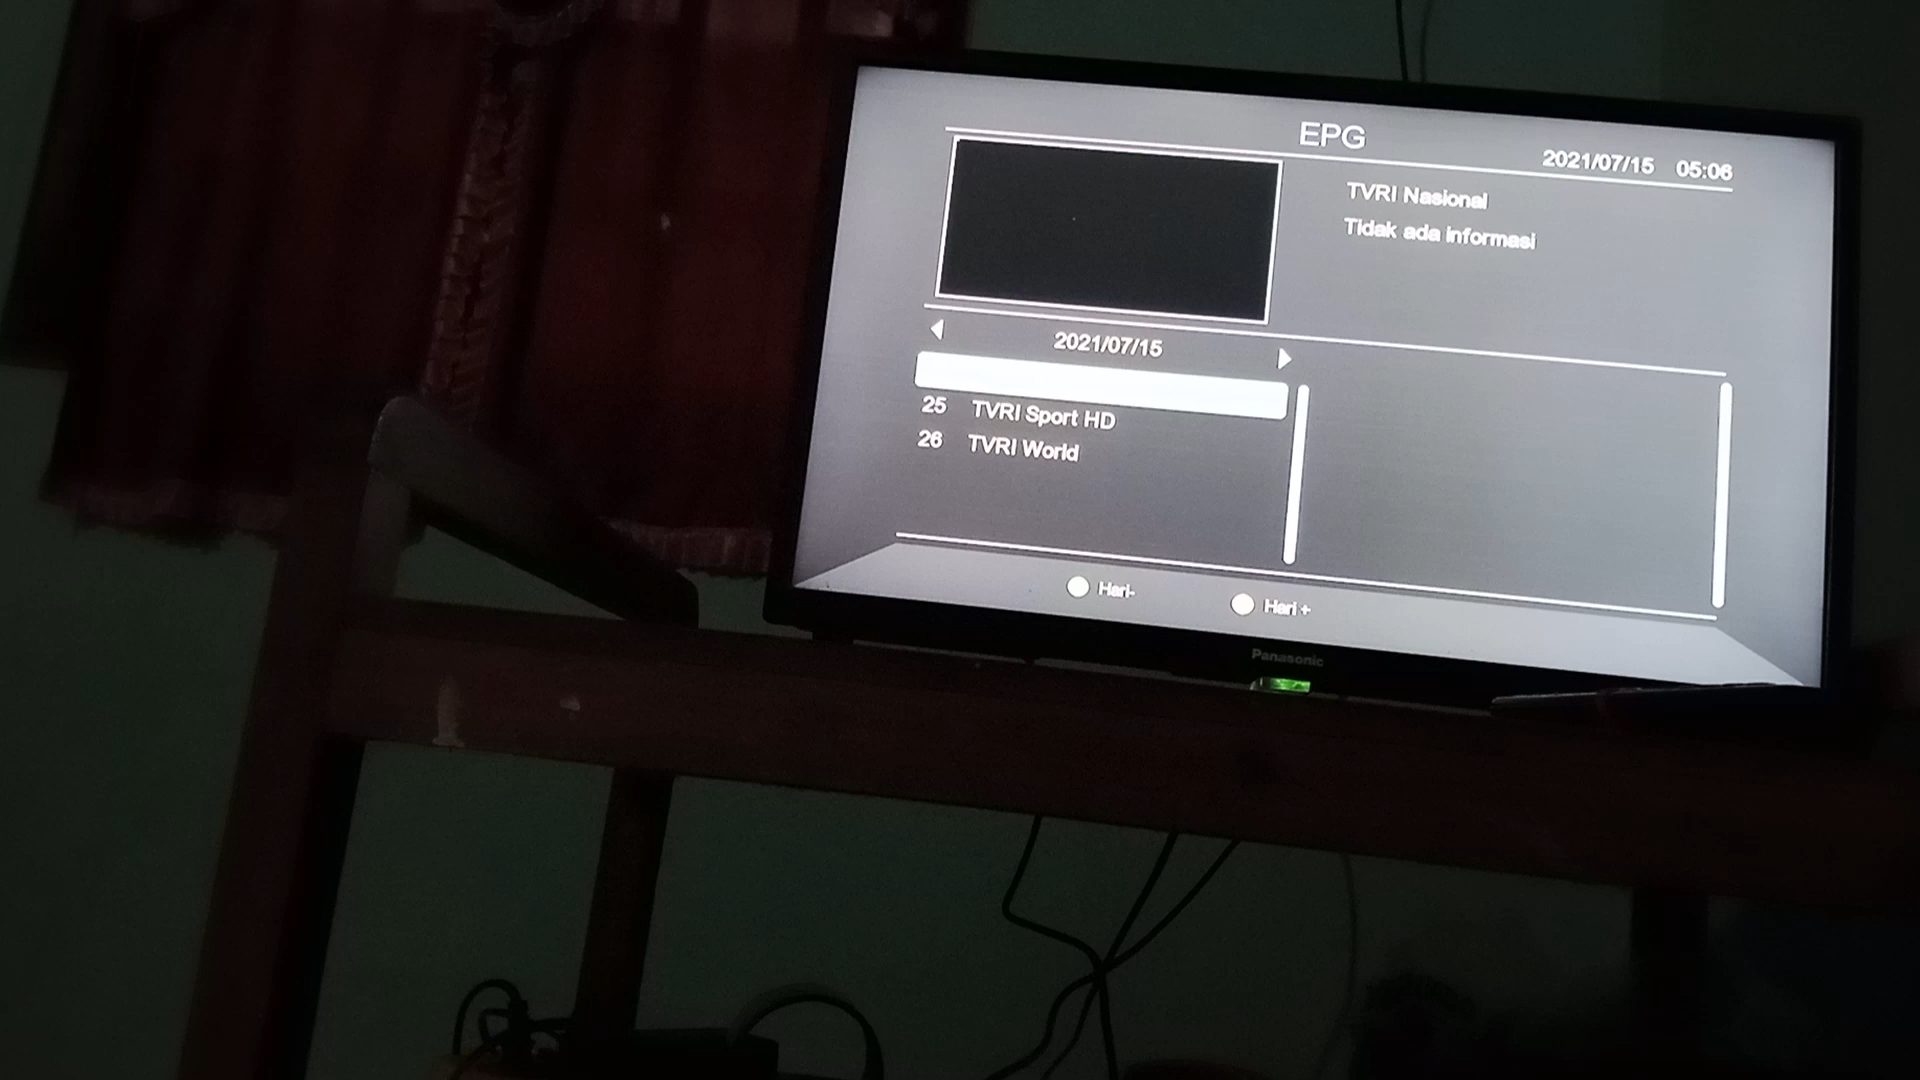 EPG
2021/07/15 05:06
TVRI Nasional
Tidak ada informasi
2021/07/15
25 TVRI Sport HD
26 TVRI World
Hari-
Hari +
Panasonic